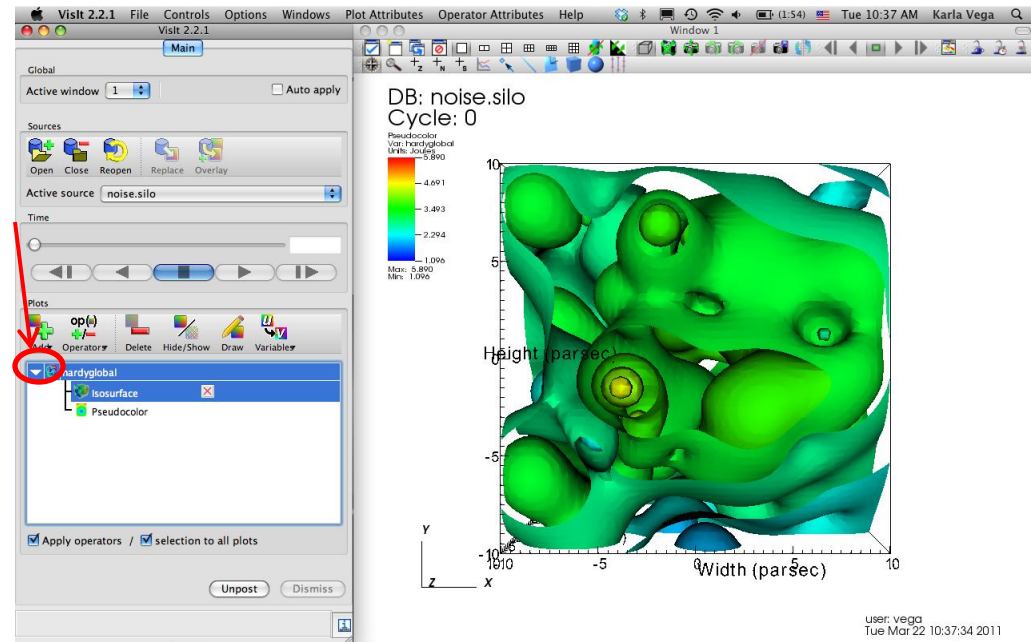 VisIt 2.2.1 File Controls Options Windows Plot Attributes Operator Attributes Help (1:54) Tue 10:37 AM Karla Vega
VisIt 2.2.1
Main
Global
Active window 1 Auto apply
Sources
Open Close Reopen Replace Overlay
Active source noise.silo
Time
Plots
op(=)
+/-
Operators Delete Hide/Show Draw Variables
hardyglobal
Isosurface
Pseudocolor
Apply operators / selection to all plots
Unpost Dismiss
Window 1
DB: noise.silo
Cycle: 0
Pseudocolor
Var: hardyglobal
Units: Joules
5.890
4.691
3.493
2.294
1.096
Max: 5.890
Min: 1.096
10
5
Height (parsec)
-5
-10
-5
0
5
10
Width (parsec)
Y
Z
X
user: vega
Tue Mar 22 10:37:34 2011